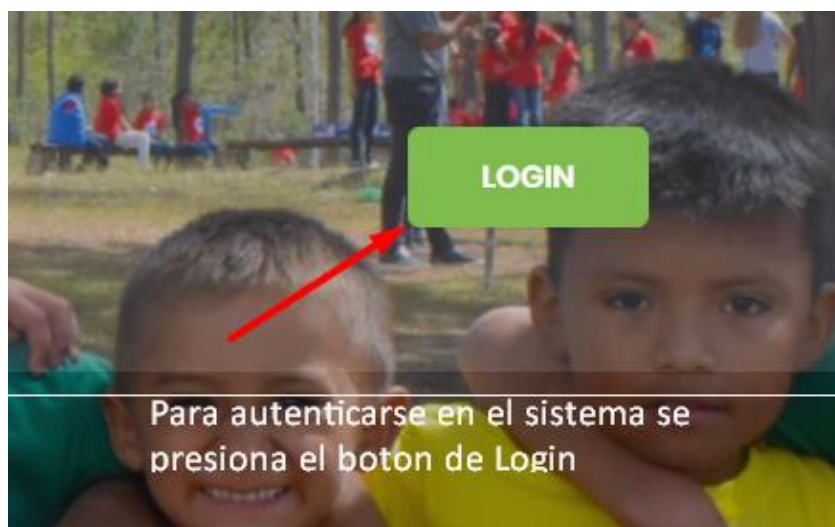 LOGIN
Para autenticarse en el sistema se
presiona el boton de Login